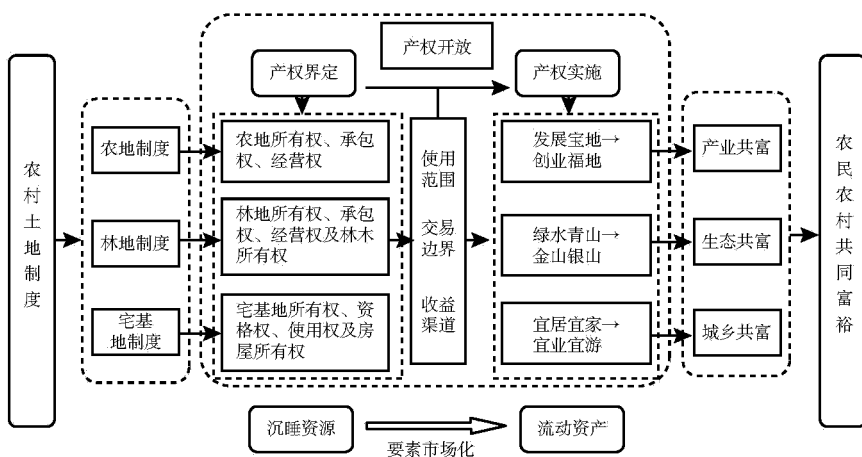 产权开放
产权界定
产权实施
农村土地制度
农地制度
农地所有权、承包
权、经营权
林地制度
林地所有权、承包
权、经营权及林木
所有权
宅基
地制度
宅基地所有权、资
格权、使用权及房
屋所有权
使用
范围
交易
边界
收益
渠道
发展宝地→
创业福地
绿水青山→
金山银山
宜居宜家→
宜业宜游
产业共富
生态共富
城乡共富
农民农村共同富裕
沉睡资源
要素市场化
流动资产